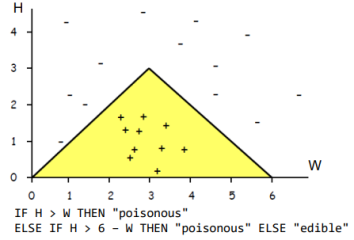 H
4
3
2
1
0
W
0 1 2 3 4 5 6
IF H > W THEN "poisonous"
ELSE IF H > 6 - W THEN "poisonous" ELSE "edible"